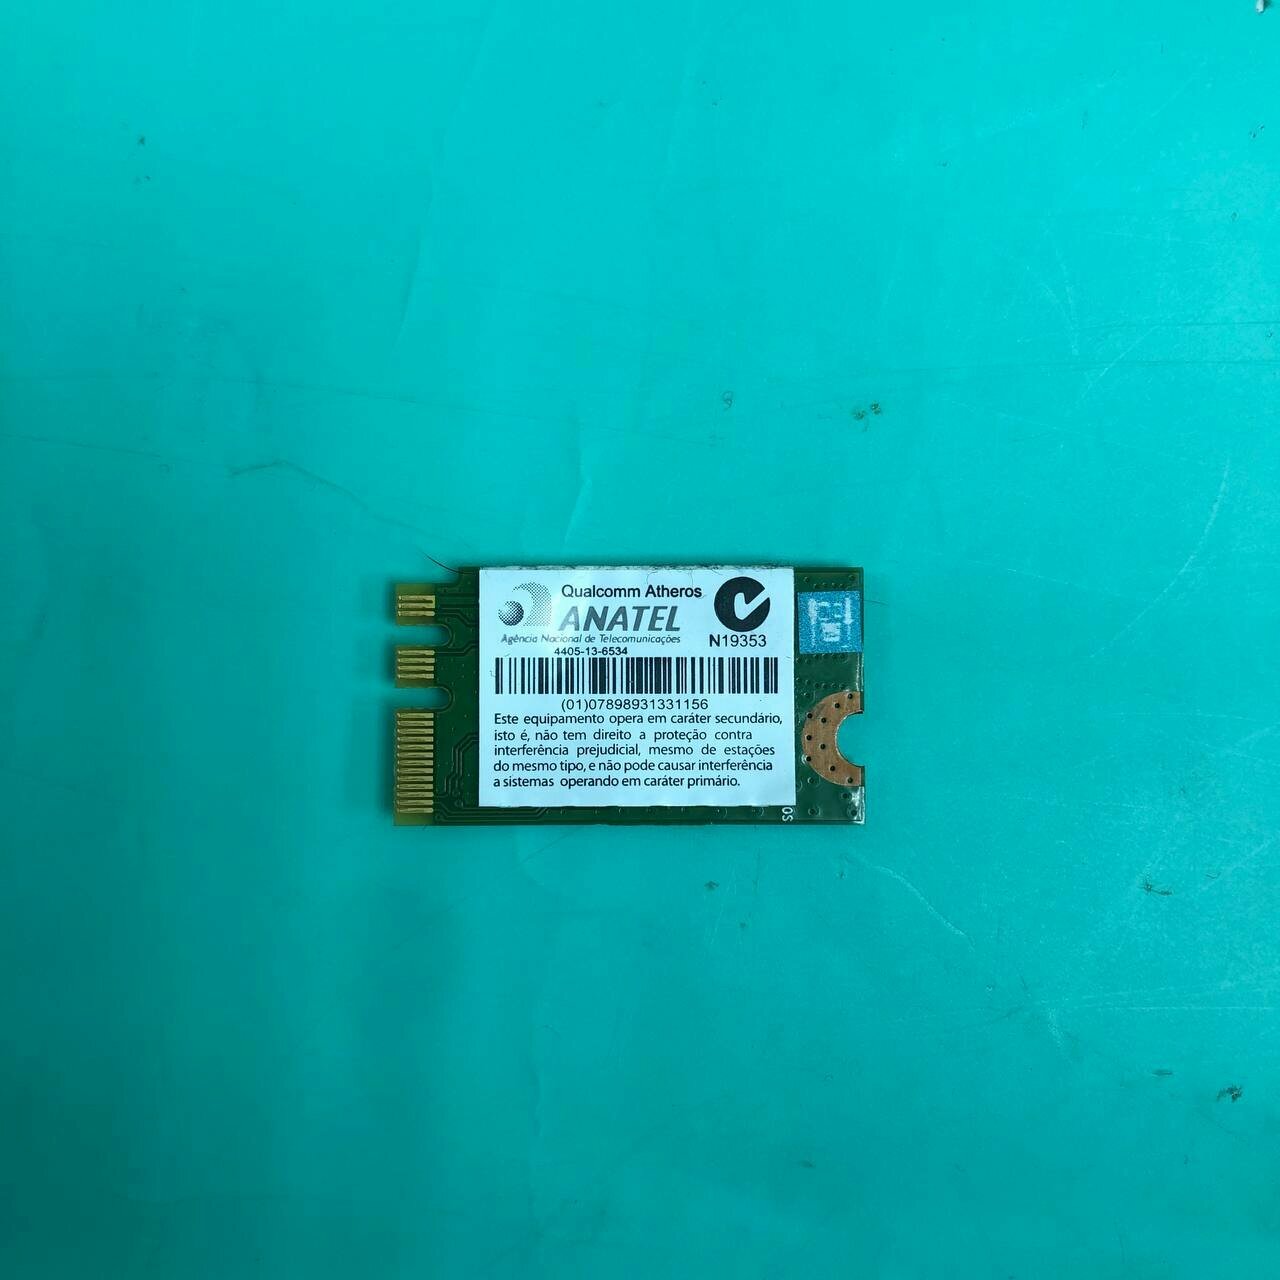 Qualcomm Atheros
ANATEL
Agência Nacional de Telecomunicações
4405-13-6534
N19353
(01)07898931331156
Este equipamento opera em caráter secundário,
isto é, não tem direito a proteção contra
interferência prejudicial, mesmo de estações
do mesmo tipo, e não pode causar interferência
a sistemas operando em caráter primário.